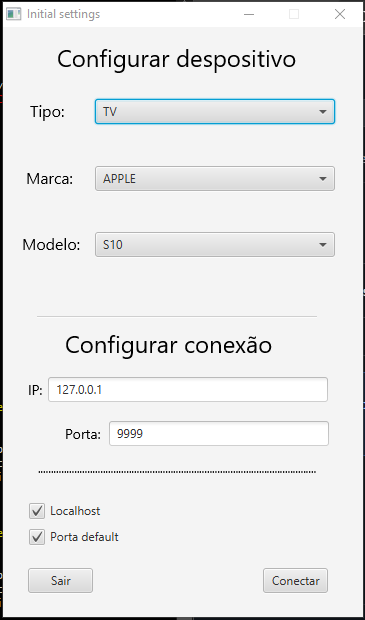 Initial settings
Configurar despositivo
Tipo: TV
Marca: APPLE
Modelo: S10
Configurar conexão
IP: 127.0.0.1
Porta: 9999
Localhost
Porta default
Sair Conectar